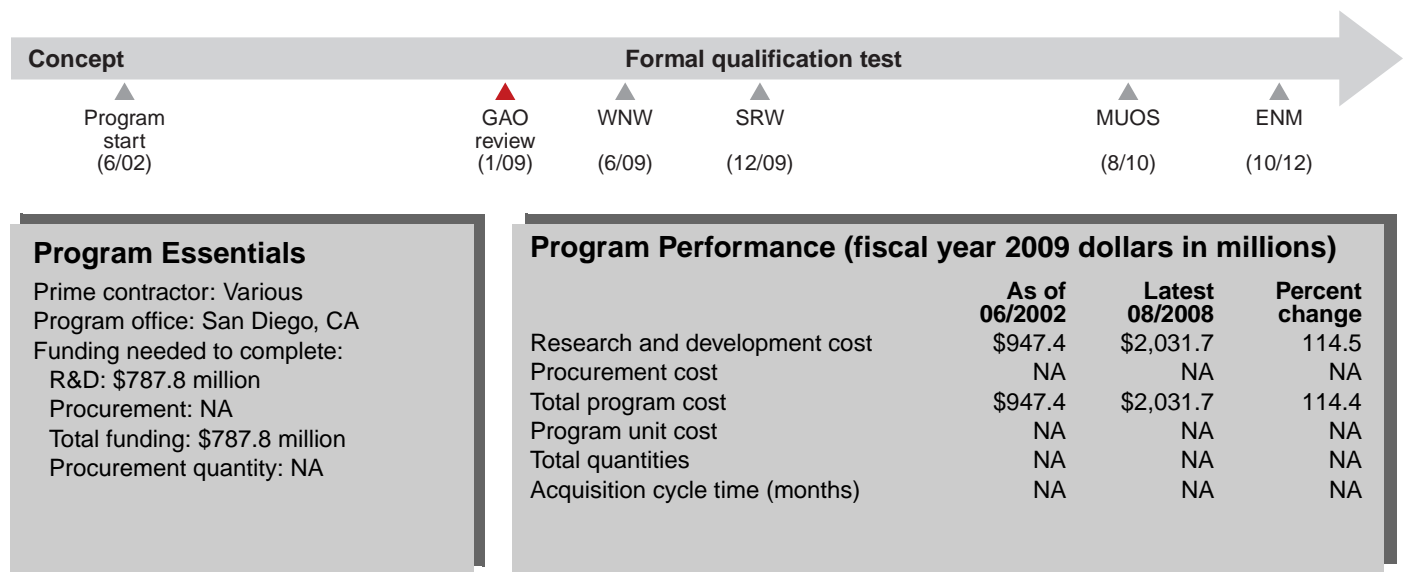 Concept Formal qualification test
Program start (6/02)
GAO review (1/09)
WNW (6/09)
SRW (12/09)
MUOS (8/10)
ENM (10/12)
Program Essentials
Prime contractor: Various
Program office: San Diego, CA
Funding needed to complete:
R&D: $787.8 million
Procurement: NA
Total funding: $787.8 million
Procurement quantity: NA
Program Performance (fiscal year 2009 dollars in millions)
As of 06/2002 Latest 08/2008 Percent change
Research and development cost $947.4 $2,031.7 114.5
Procurement cost NA NA NA
Total program cost $947.4 $2,031.7 114.4
Program unit cost NA NA NA
Total quantities NA NA NA
Acquisition cycle time (months) NA NA NA